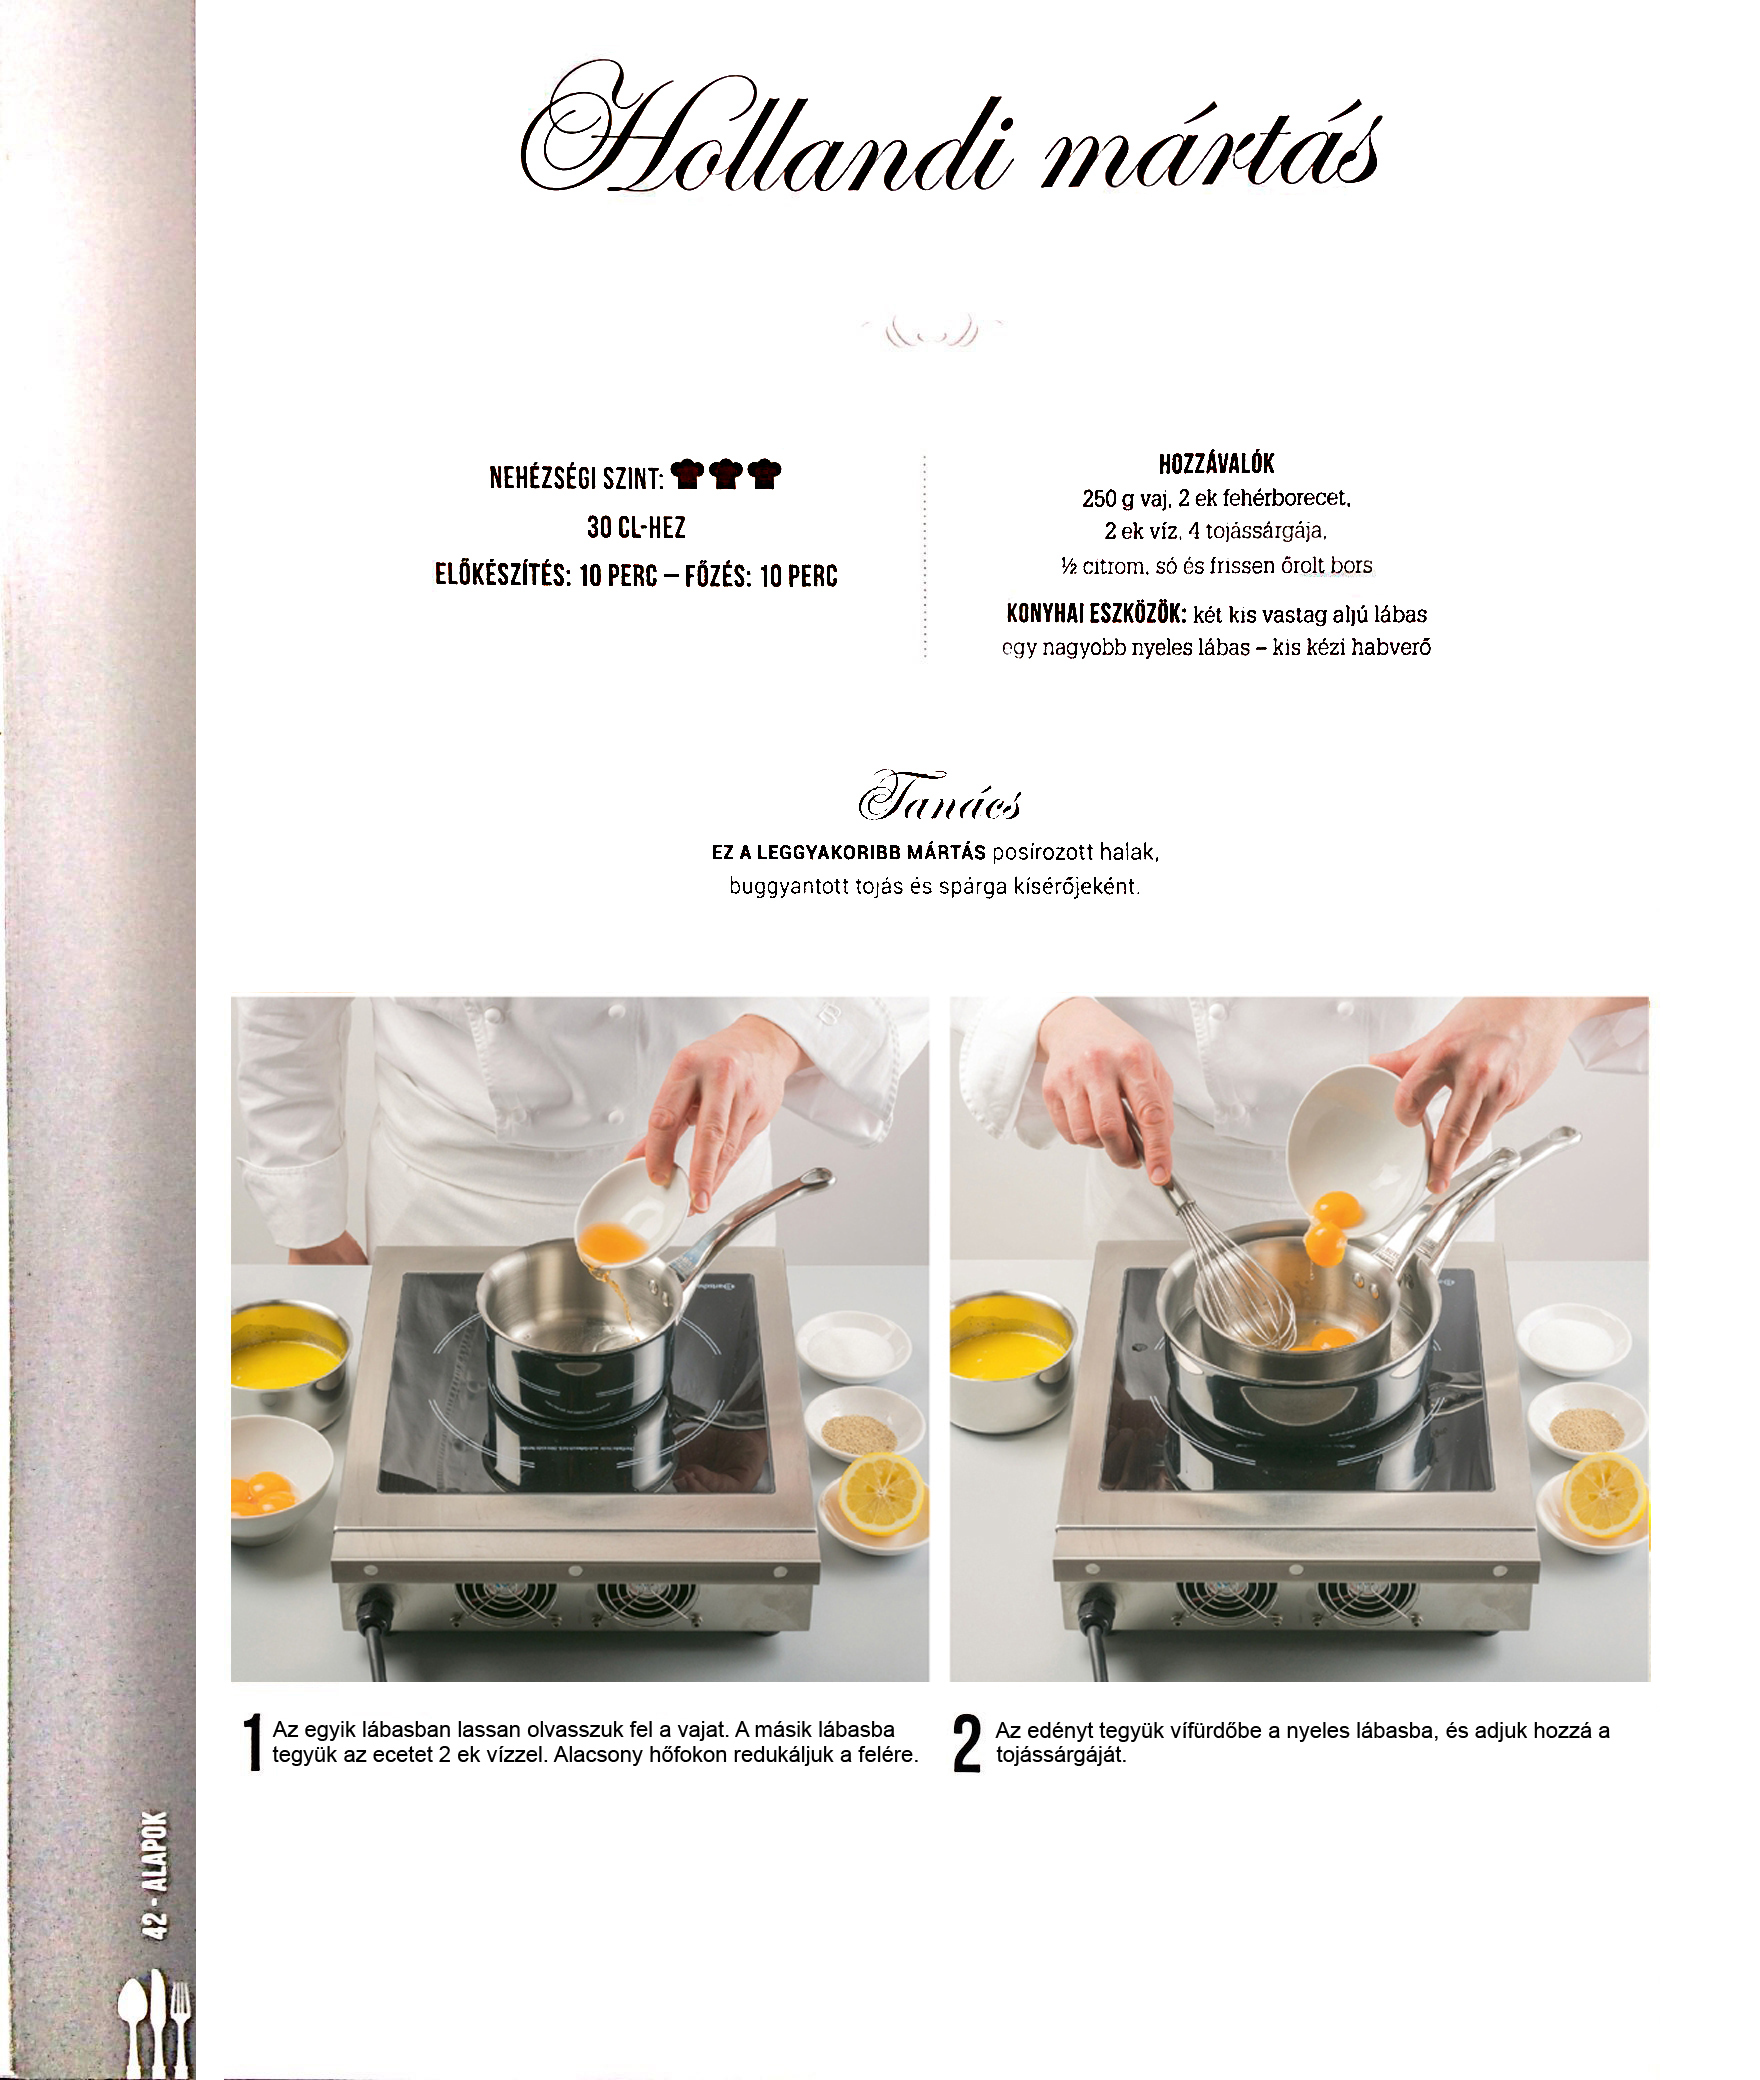 Hollandi mártás
NEHÉZSÉGI SZINT:
30 CL-HEZ
ELŐKÉSZÍTÉS: 10 PERC – FŐZÉS: 10 PERC
HOZZÁVALÓK
250 g vaj, 2 ek fehérborecet,
2 ek víz, 4 tojássárgája,
½ citrom, só és frissen őrolt bors
KONYHAI ESZKÖZÖK: két kis vastag aljú lábas
egy nagyobb nyeles lábas – kis kézi habverő
Tanács
EZ A LEGGYAKORIBB MÁRTÁS posírozott halak,
buggyantott tojás és spárga kísérőjeként.
1 Az egyik lábasban lassan olvasszuk fel a vajat. A másik lábasba
tegyük az ecetet 2 ek vízzel. Alacsony hőfokon redukáljuk a felére.
2 Az edényt tegyük vífürdőbe a nyeles lábasba, és adjuk hozzá a
tojássárgáját.
42 - ALAPOK